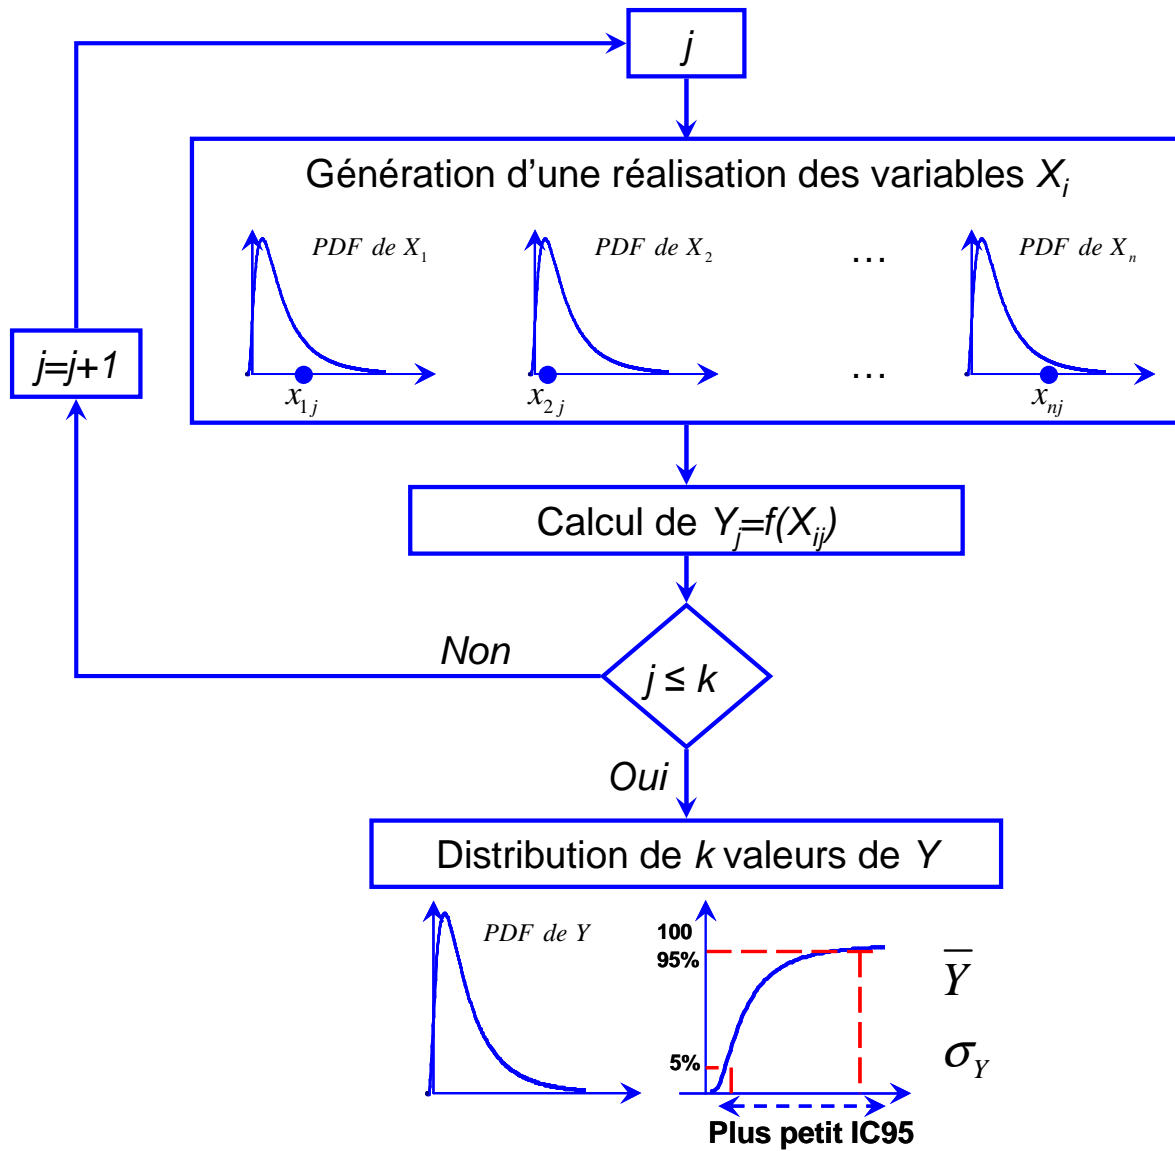 j
Génération d'une réalisation des variables Xi
PDF de X1
PDF de X2
...
PDF de Xn
j=j+1
x1j
x2j
...
xnj
Calcul de Yj=f(Xij)
Non
j ≤ k
Oui
Distribution de k valeurs de Y
PDF de Y
100
95%
Y̅
5%
σY
Plus petit IC95